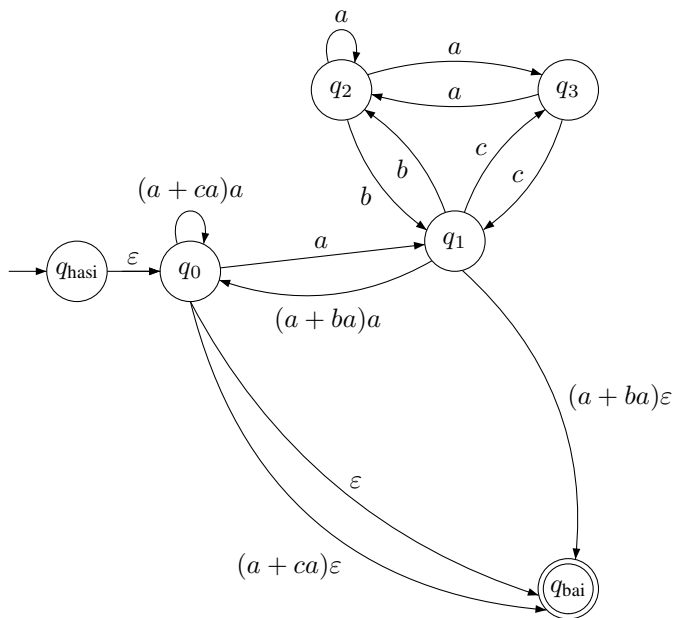 a
a
q₂
q₃
a
b
c
b
c
(a + ca)a
a
q₁
ε
q_hasi
q₀
(a + ba)a
(a + ba)ε
ε
(a + ca)ε
q_bai